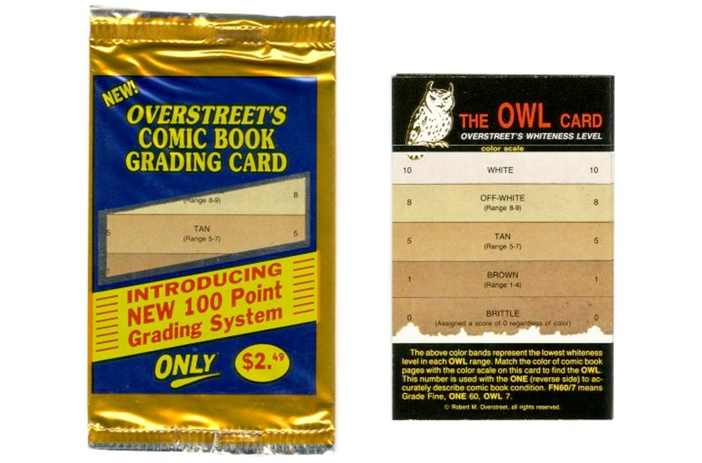 NEW!
OVERSTREET'S
COMIC BOOK
GRADING CARD
(Range 8-9)
8
TAN
5 (Range 5-7) 5
1
INTRODUCING
NEW 100 Point
Grading System
ONLY $2.49
THE OWL CARD
OVERSTREET'S WHITENESS LEVEL
color scale
10 WHITE 10
OFF-WHITE
8 (Range 8-9) 8
TAN
5 (Range 5-7) 5
BROWN
1 (Range 1-4) 1
BRITTLE
0 (Assigned a score of 0 regardless of color) 0
The above color bands represent the lowest whiteness
level in each OWL range. Match the color of comic book
pages with the color scale on this card to find the OWL.
This number is used with the ONE (reverse side) to ac-
curately describe comic book condition. FN60/7 means
Grade Fine, ONE 60, OWL 7.
© Robert M. Overstreet, all rights reserved.